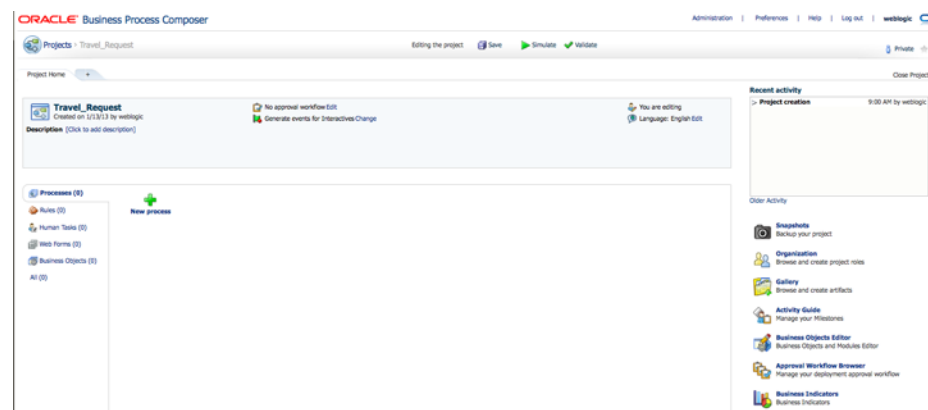 ORACLE Business Process Composer
Administration | Preferences | Help | Log out | weblogic
Projects › Travel_Request
Editing the project Save Simulate Validate
Private
Project Home +
Close Project
Travel_Request
Created on 1/13/13 by weblogic
Description [Click to add description]
No approval workflow Edit
Generate events for Interactives Change
You are editing
Language: English Edit
Recent activity
> Project creation 9:00 AM by weblogic
Older Activity
Processes (0)
Rules (0)
Human Tasks (0)
Web Forms (0)
Business Objects (0)
All (0)
New process
Snapshots
Backup your project
Organization
Browse and create project roles
Gallery
Browse and create artifacts
Activity Guide
Manage your Milestones
Business Objects Editor
Business Objects and Modules Editor
Approval Workflow Browser
Manage your deployment approval workflow
Business Indicators
Business Indicators